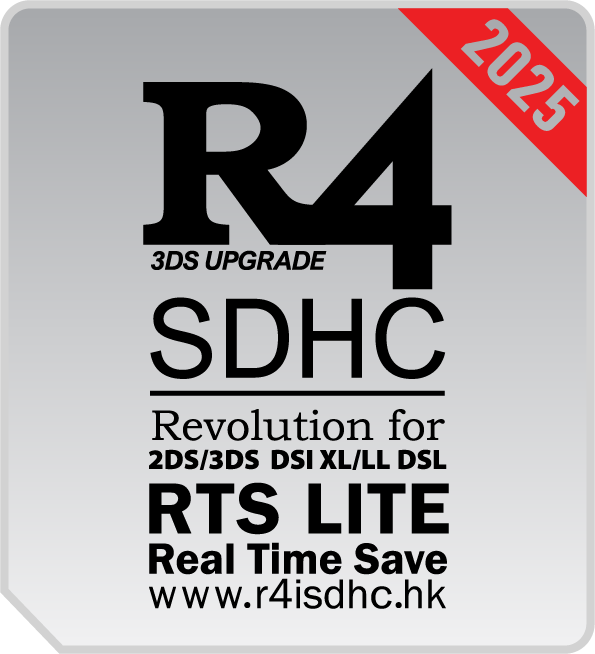 2025
R4
3DS UPGRADE
SDHC
Revolution for
2DS/3DS DSI XL/LL DSL
RTS LITE
Real Time Save
www.r4isdhc.hk